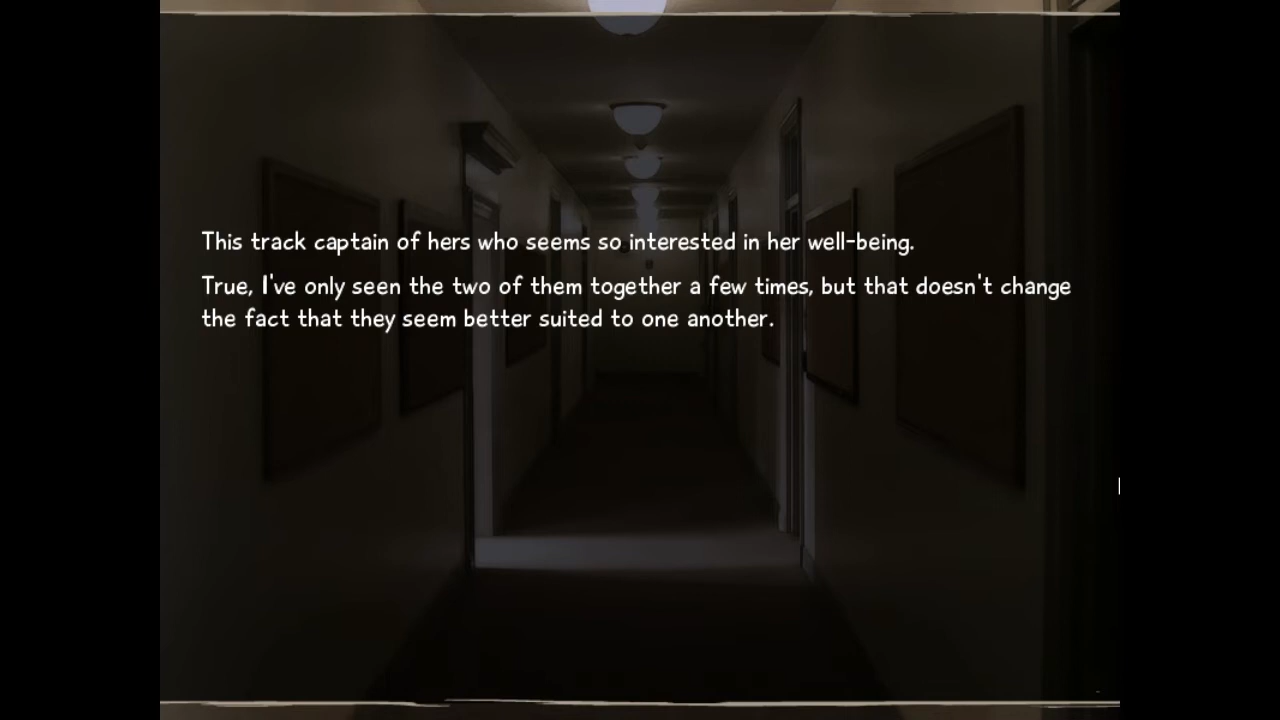 This track captain of hers who seems so interested in her well-being.
True, I've only seen the two of them together a few times, but that doesn't change
the fact that they seem better suited to one another.